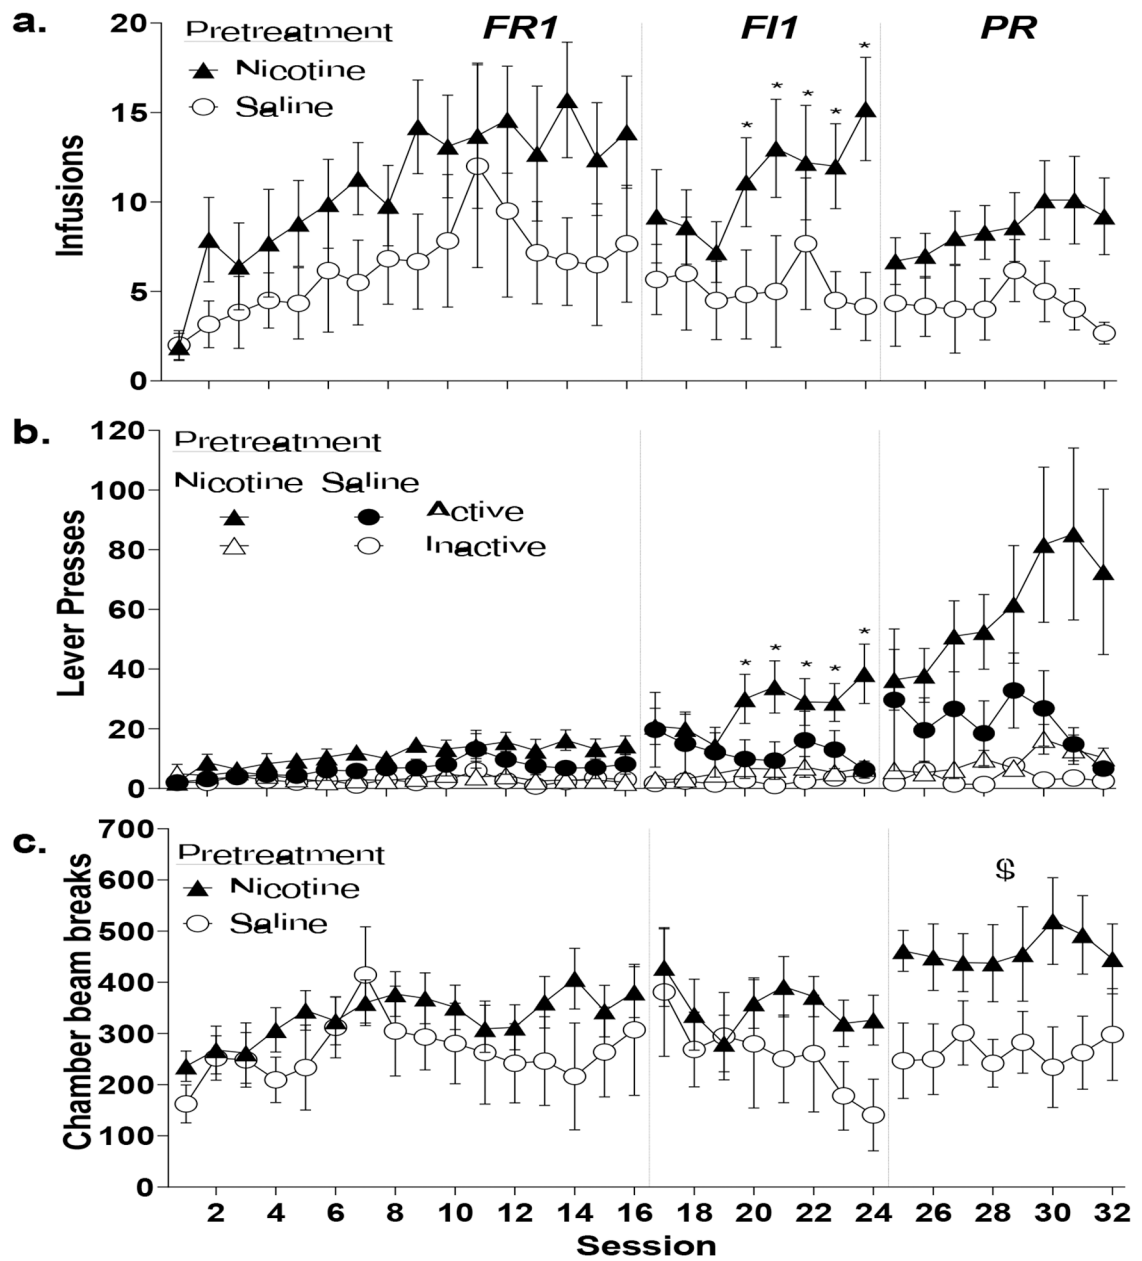 a.
FR1 FI1 PR
Pretreatment
Nicotine
Saline
20
15
10
5
0
Infusions
* * * * *
b.
Pretreatment
Nicotine Saline
Active
Inactive
120
100
80
60
40
20
0
Lever Presses
* * * * *
c.
Pretreatment
Nicotine
Saline
$
700
600
500
400
300
200
100
0
Chamber beam breaks
2 4 6 8 10 12 14 16 18 20 22 24 26 28 30 32
Session